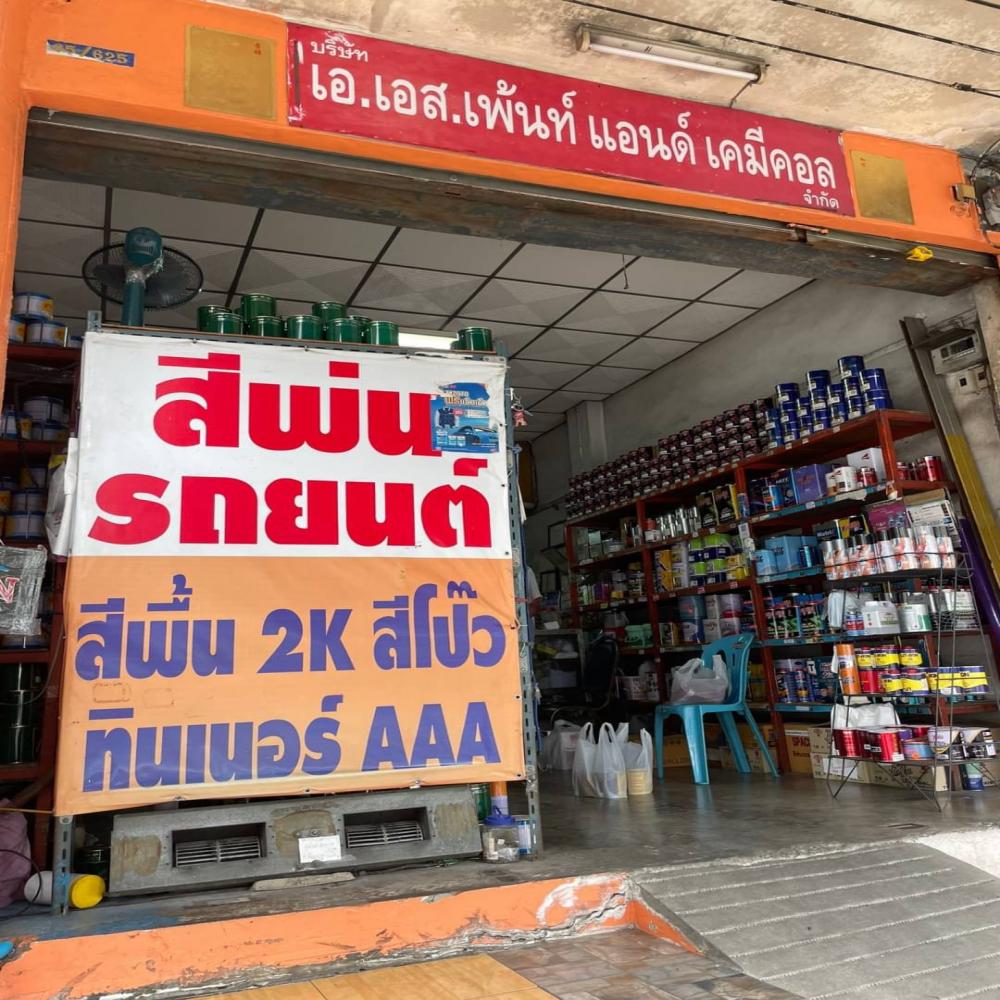 บริษัท
เอ.เอส.เพ้นท์ แอนด์ เคมีคอล
จำกัด
สีพ่น
รถยนต์
สีพื้น 2K สีโป๊ว
ทินเนอร์ AAA